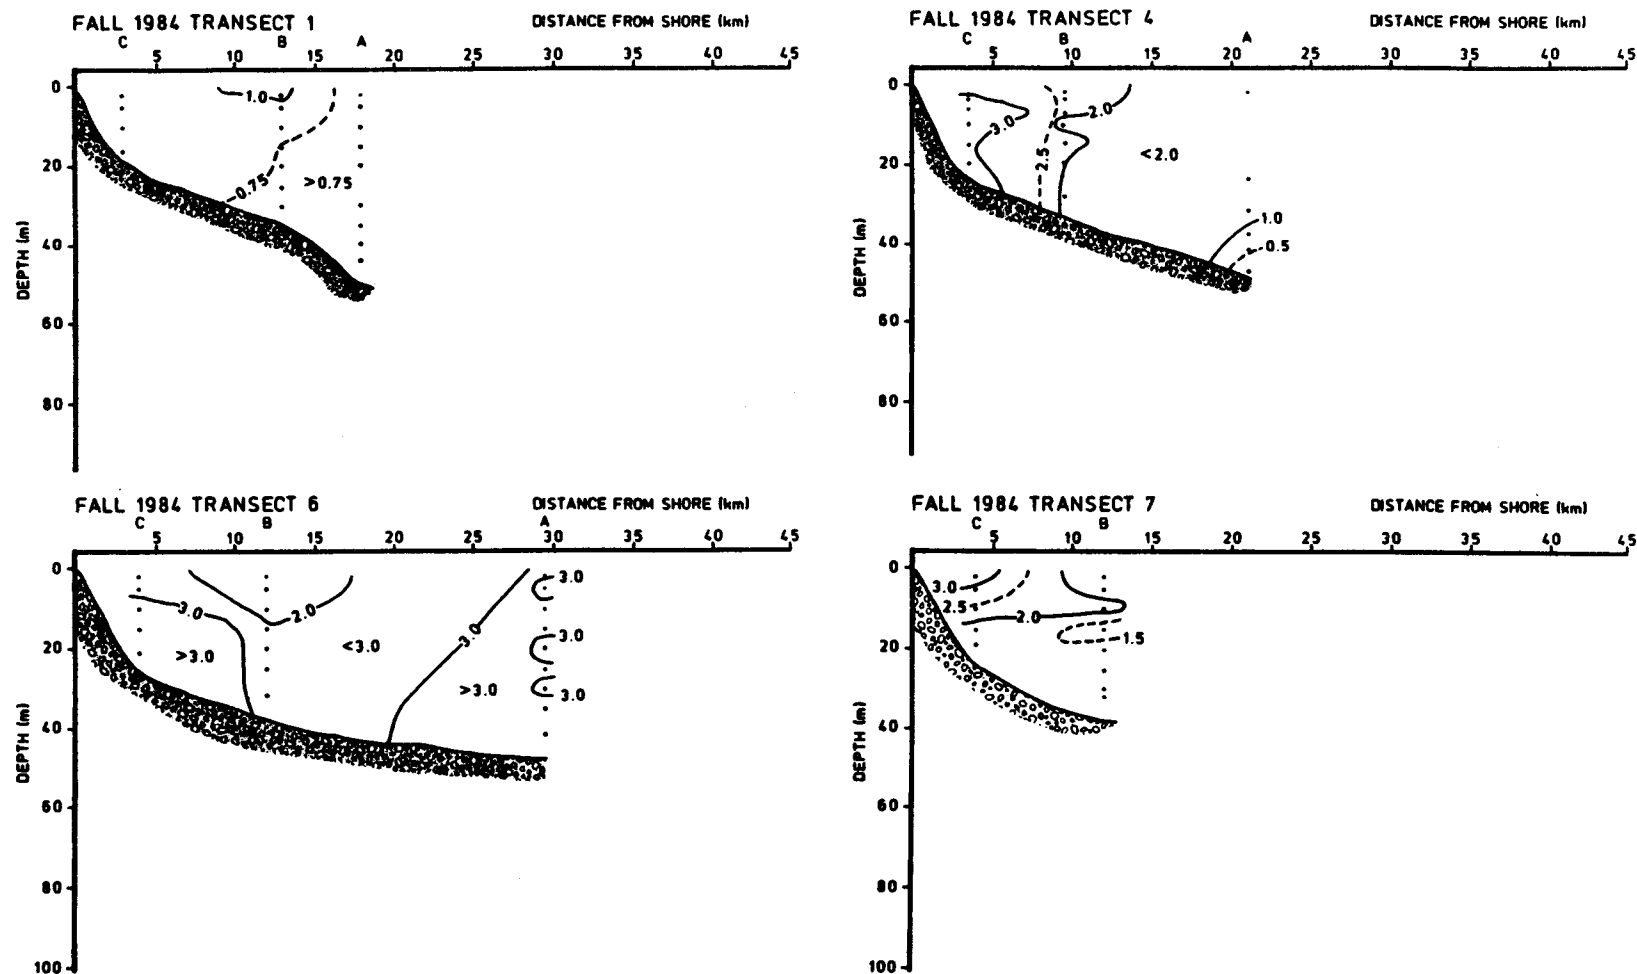 FALL 1984 TRANSECT 1 DISTANCE FROM SHORE (km)
C B A
5 10 15 20 25 30 35 40 45
0
20
40
60
80
DEPTH (m)
1.0
0.75
>0.75
FALL 1984 TRANSECT 4 DISTANCE FROM SHORE (km)
C B A
5 10 15 20 25 30 35 40 45
0
20
40
60
80
DEPTH (m)
3.0
2.5
2.0
<2.0
1.0
0.5
FALL 1984 TRANSECT 6 DISTANCE FROM SHORE (km)
C B A
5 10 15 20 25 30 35 40 45
0
20
40
60
80
100
DEPTH (m)
3.0
>3.0
2.0
<3.0
3.0
>3.0
3.0
3.0
3.0
FALL 1984 TRANSECT 7 DISTANCE FROM SHORE (km)
C B
5 10 15 20 25 30 35 40 45
0
20
40
60
80
100
DEPTH (m)
3.0
2.5
2.0
1.5